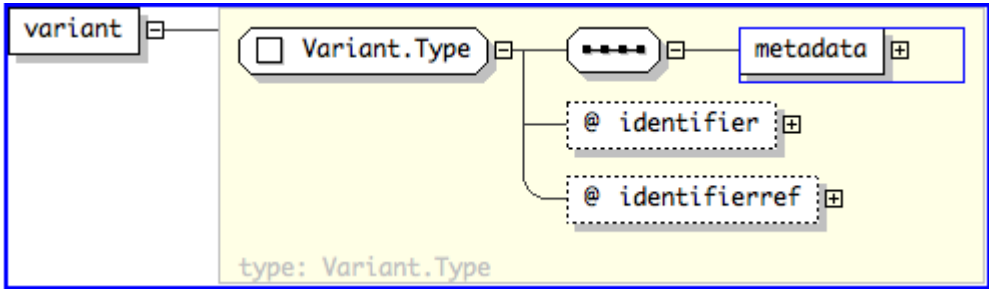 variant
Variant.Type
metadata
@ identifier
@ identifierref
type: Variant.Type